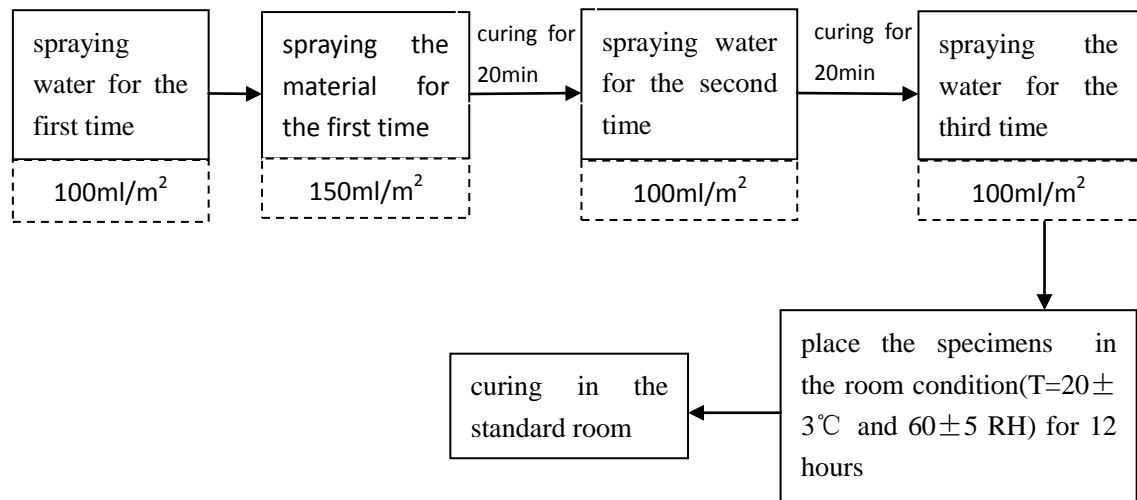 spraying
water for the
first time
100ml/m²
spraying the
material for
the first time
150ml/m²
curing for
20min
spraying water
for the second
time
100ml/m²
curing for
20min
spraying the
water for the
third time
100ml/m²
place the specimens in
the room condition(T=20±
3℃ and 60±5 RH) for 12
hours
curing in the
standard room